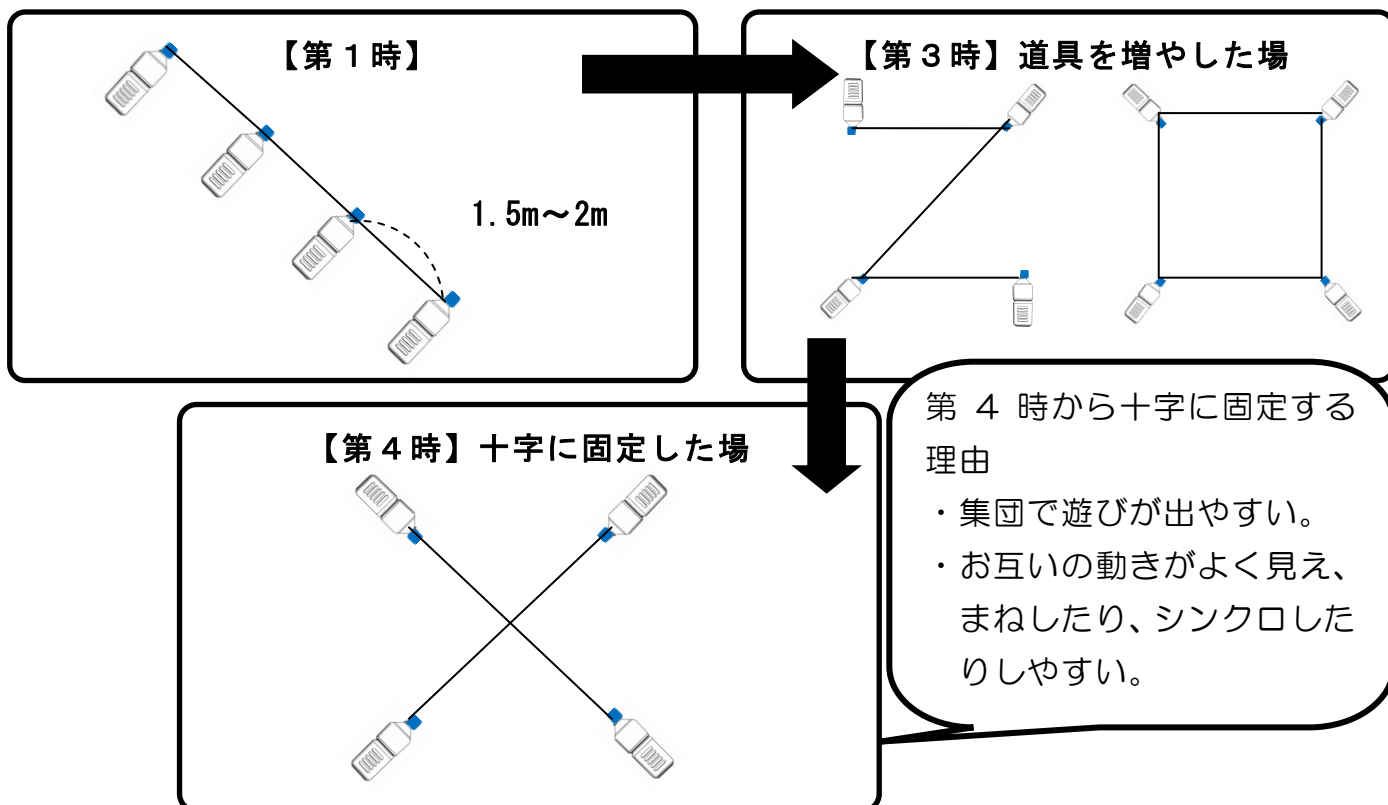 【第１時】
1.5m～2m
【第３時】道具を増やした場
【第４時】十字に固定した場
第 4 時から十字に固定する
理由
・集団で遊びが出やすい。
・お互いの動きがよく見え、
まねしたり、シンクロした
りしやすい。